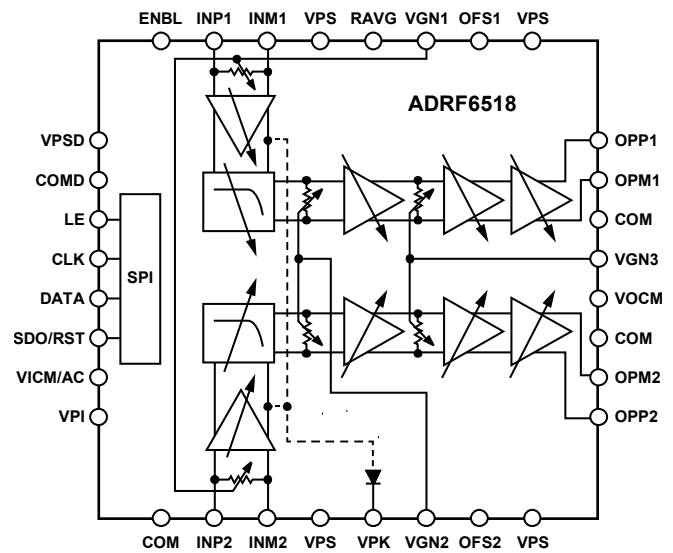 ENBL INP1 INM1 VPS RAVG VGN1 OFS1 VPS
ADRF6518
VPSD
COMD
LE
CLK
DATA
SDO/RST
VICM/AC
VPI
SPI
OPP1
OPM1
COM
VGN3
VOCM
COM
OPM2
OPP2
COM INP2 INM2 VPS VPK VGN2 OFS2 VPS